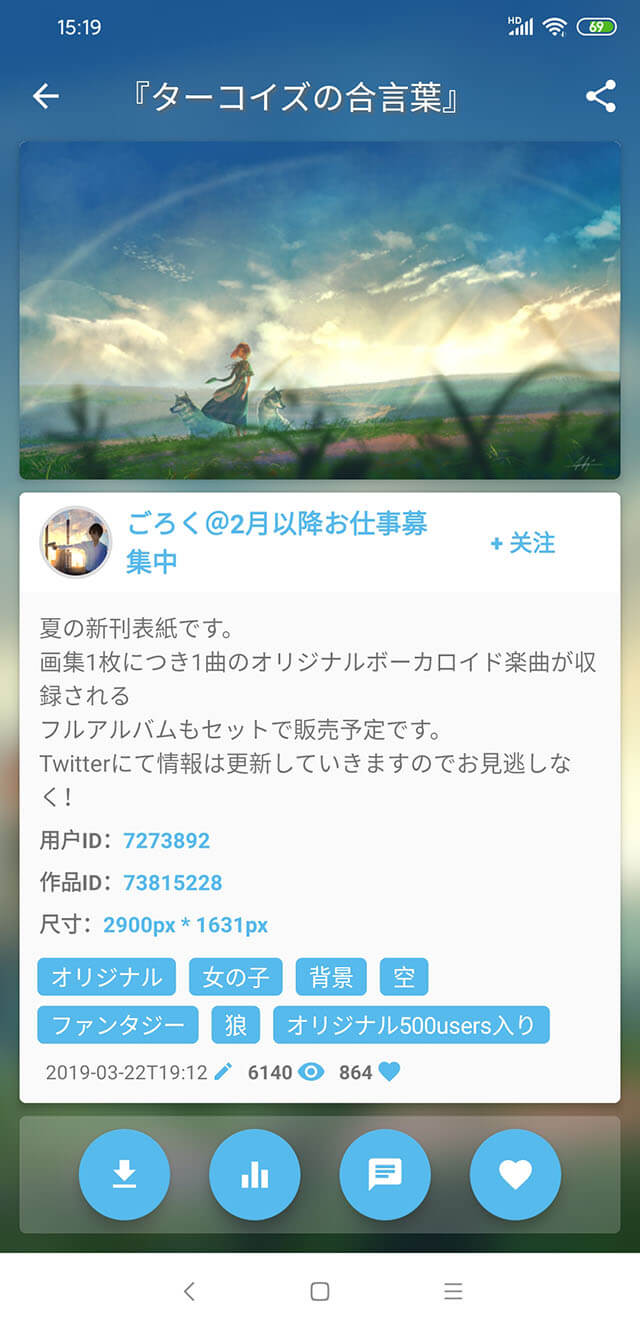 15:19
HD
69
『ターコイズの合言葉』
ごろく@2月以降お仕事募
集中
+ 关注
夏の新刊表紙です。
画集1枚につき1曲のオリジナルボーカロイド楽曲が収
録される
フルアルバムもセットで販売予定です。
Twitterにて情報は更新していきますのでお見逃しな
く!
用户ID：7273892
作品ID：73815228
尺寸：2900px * 1631px
オリジナル 女の子 背景 空
ファンタジー 狼 オリジナル500users入り
2019-03-22T19:12 6140 864